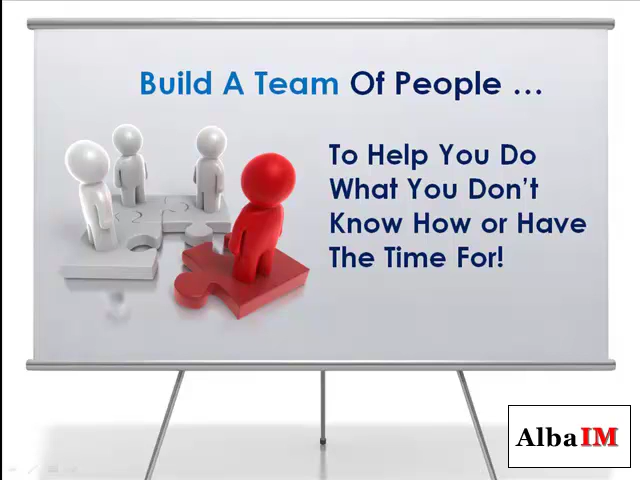 Build A Team Of People ...
To Help You Do
What You Don't
Know How or Have
The Time For!
AlbaIM